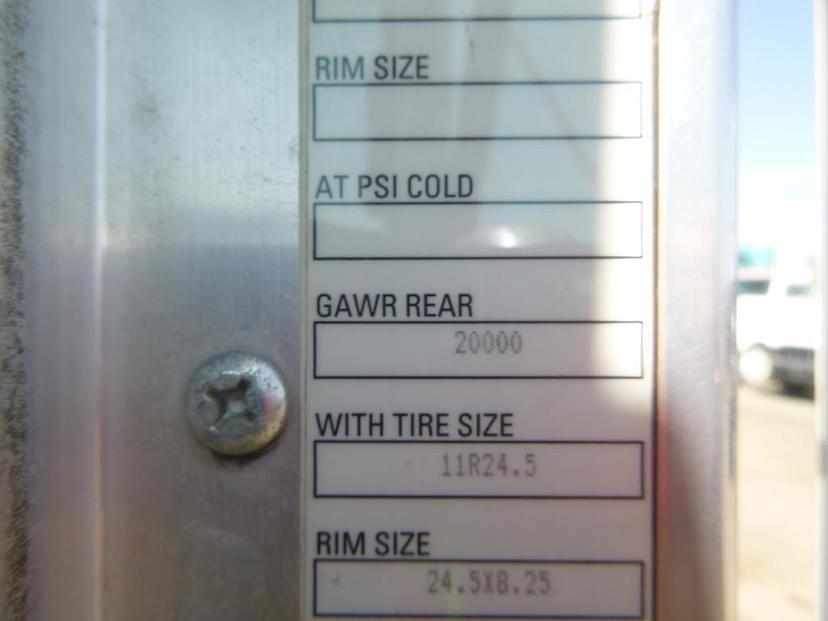 RIM SIZE
AT PSI COLD
GAWR REAR
20000
WITH TIRE SIZE
11R24.5
RIM SIZE
24.5X8.25